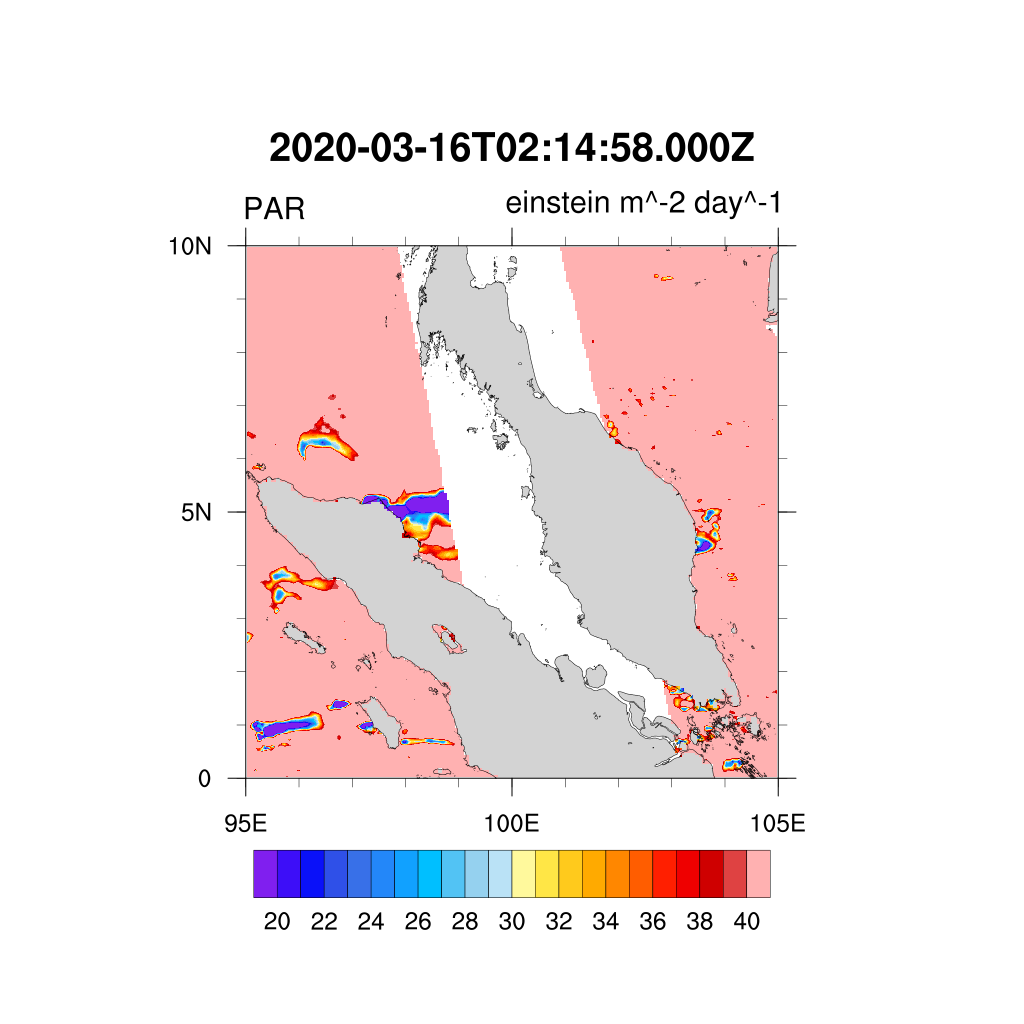 2020-03-16T02:14:58.000Z
PAR einstein m^-2 day^-1
10N
5N
0
95E 100E 105E
20 22 24 26 28 30 32 34 36 38 40